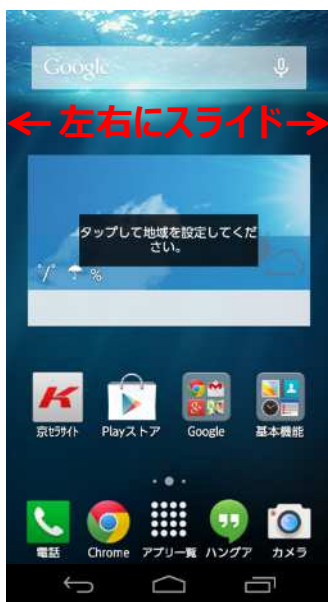 Google
← 左右にスライド→
タップして地域を設定してくだ
さい。
°/° %
京セラサイト Playストア Google 基本機能
電話 Chrome アプリ一覧 ハングア カメラ